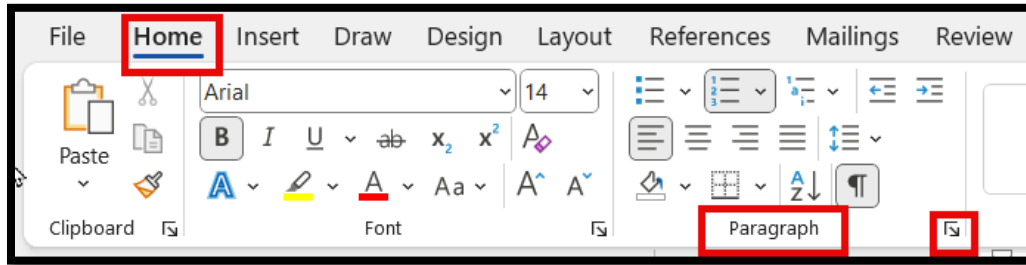 File Home Insert Draw Design Layout References Mailings Review
Arial 14
B I U ab x₂ x² A
Paste
A A Aa A^ Aˇ A Z ¶
Clipboard Font Paragraph